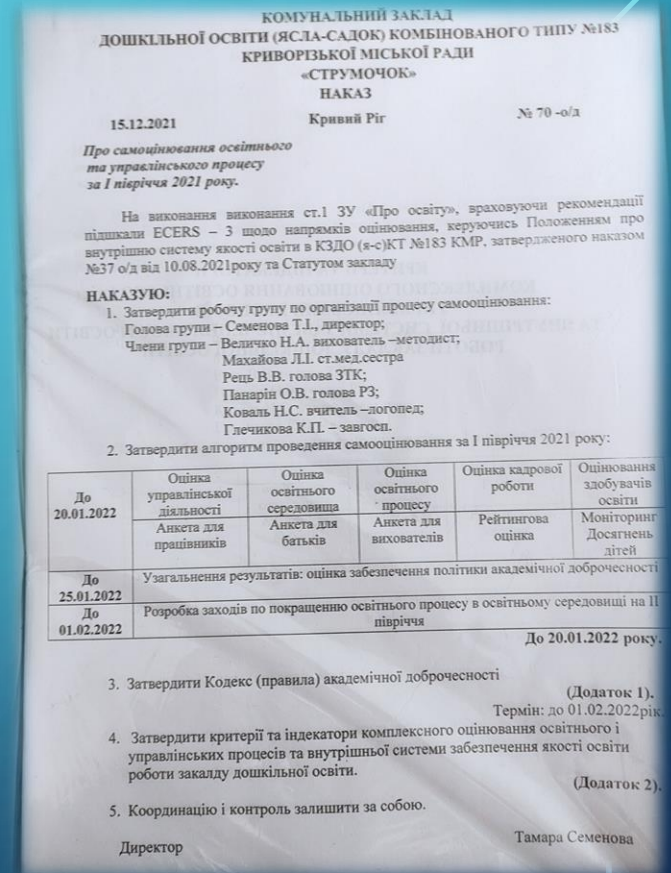 КОМУНАЛЬНИЙ ЗАКЛАД
ДОШКІЛЬНОЇ ОСВІТИ (ЯСЛА-САДОК) КОМБІНОВАНОГО ТИПУ №183
КРИВОРІЗЬКОЇ МІСЬКОЇ РАДИ
«СТРУМОЧОК»
НАКАЗ
15.12.2021 Кривий Ріг № 70 -о/д
Про самоцінювання освітнього
та управлінського процесу
за І півріччя 2021 року.
На виконання виконання ст.1 ЗУ «Про освіту», враховуючи рекомендації
підшкали ECERS – 3 щодо напрямків оцінювання, керуючись Положенням про
внутрішню систему якості освіти в КЗДО (я-с)КТ №183 КМР, затвердженого наказом
№37 о/д від 10.08.2021року та Статутом закладу
НАКАЗУЮ:
1. Затвердити робочу групу по організації процесу самооцінювання:
Голова групи – Семенова Т.І., директор;
Члени групи – Величко Н.А. вихователь –методист;
Махайова Л.І. ст.мед.сестра
Рець В.В. голова ЗТК;
Панарін О.В. голова РЗ;
Коваль Н.С. вчитель –логопед;
Глечикова К.П. – завгосп.
2. Затвердити алгоритм проведення самооцінювання за І півріччя 2021 року:
До 20.01.2022
Оцінка управлінської діяльності
Оцінка освітнього середовища
Оцінка освітнього процесу
Оцінка кадрової роботи
Оцінювання здобувачів освіти
Анкета для працівників
Анкета для батьків
Анкета для вихователів
Рейтингова оцінка
Моніторинг Досягнень дітей
До 25.01.2022
Узагальнення результатів: оцінка забезпечення політики академічної доброчесності
До 01.02.2022
Розробка заходів по покращенню освітнього процесу в освітньому середовищі на ІІ
півріччя
До 20.01.2022 року.
3. Затвердити Кодекс (правила) академічної доброчесності
(Додаток 1).
Термін: до 01.02.2022рік.
4. Затвердити критерії та індекатори комплексного оцінювання освітнього і
управлінських процесів та внутрішньої системи забезпечення якості освіти
роботи закалду дошкільної освіти.
(Додаток 2).
5. Координацію і контроль залишити за собою.
Директор Тамара Семенова